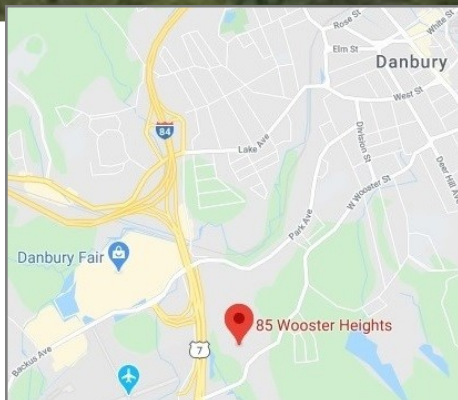 Rose St
White St
Elm St
Danbury
West St
84
Lake Ave
Division St
W Wooster St
Deer Hill Ave
Park Ave
Danbury Fair
85 Wooster Heights
7
Backus Ave